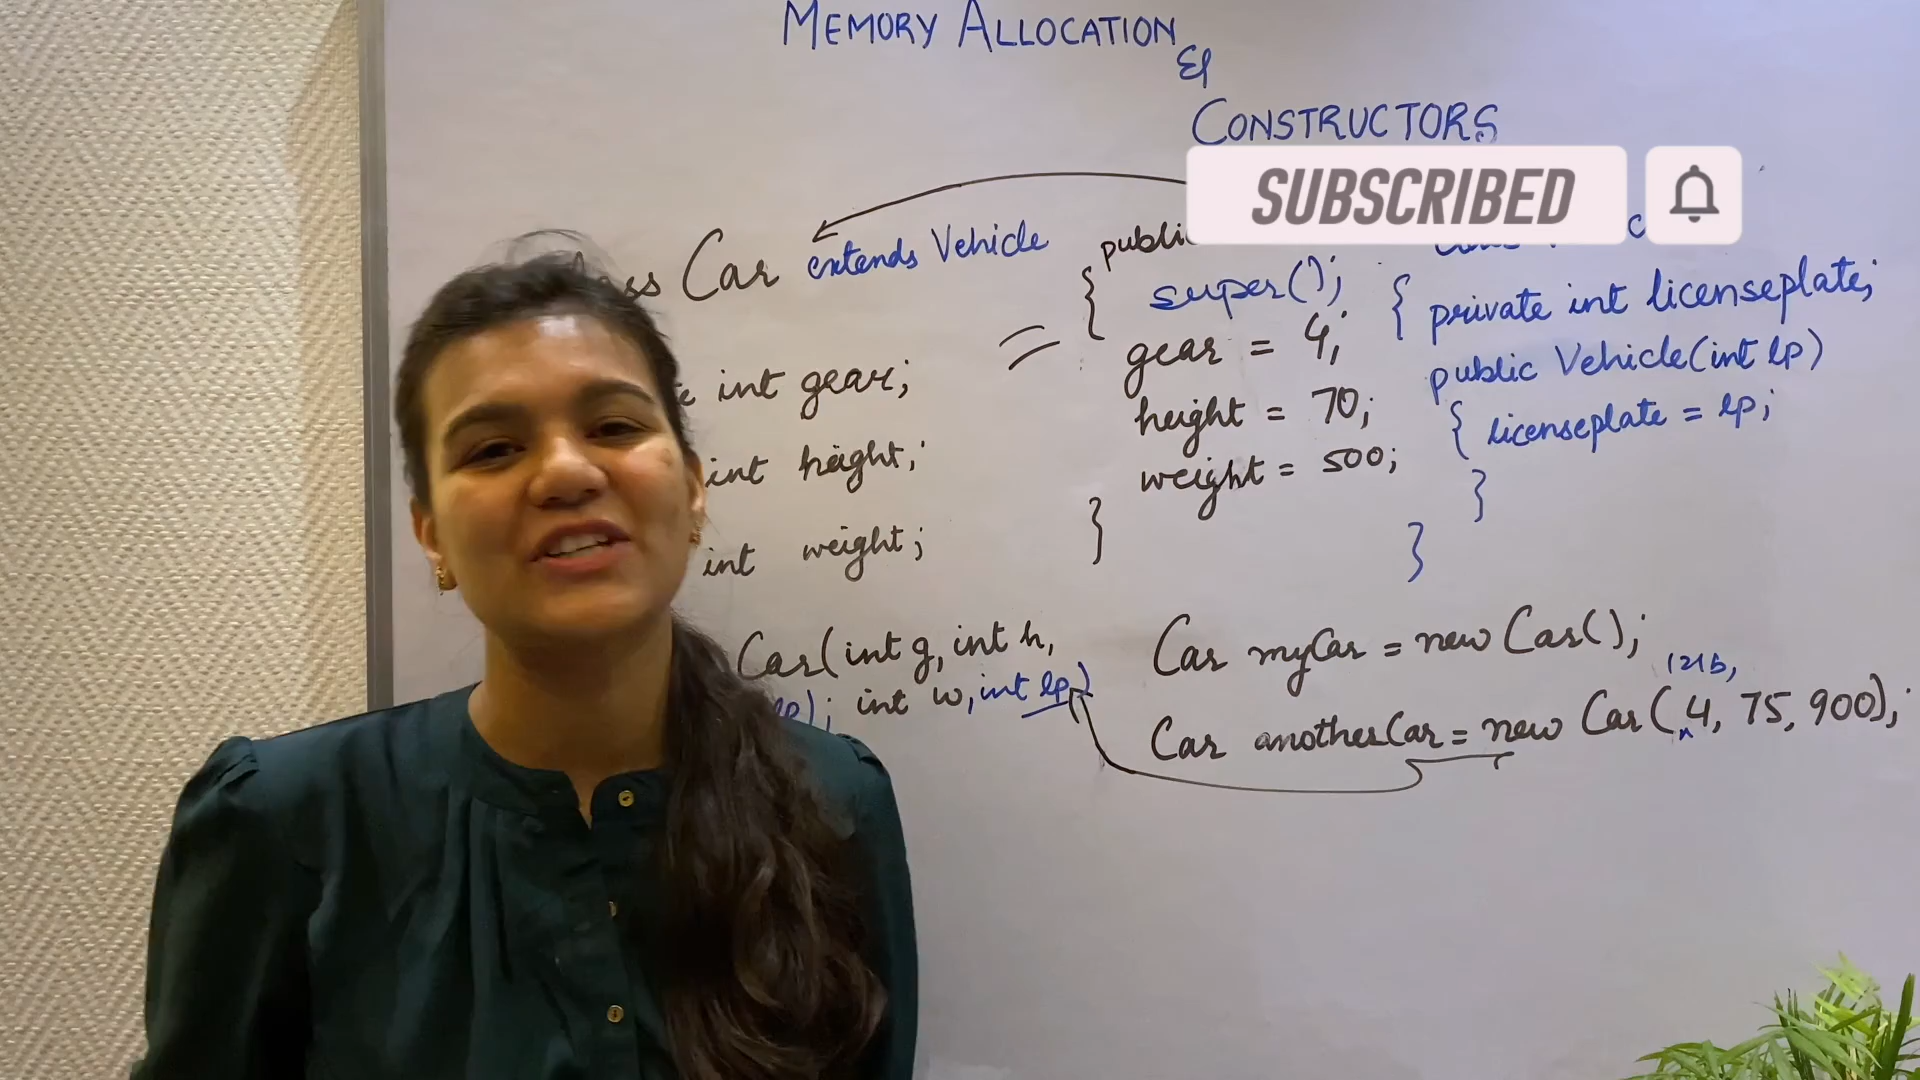 MEMORY ALLOCATION
&
CONSTRUCTORS
SUBSCRIBED
Car extends Vehicle
int gear;
int height;
int weight;
Car(int g, int h,
int w, int lp)
{
super();
gear = 4;
height = 70;
weight = 500;
}
{ private int licenseplate;
public Vehicle(int lp)
{ licenseplate = lp;
}
}
Car myCar = new Car();
Car anotherCar = new Car(4, 75, 900);